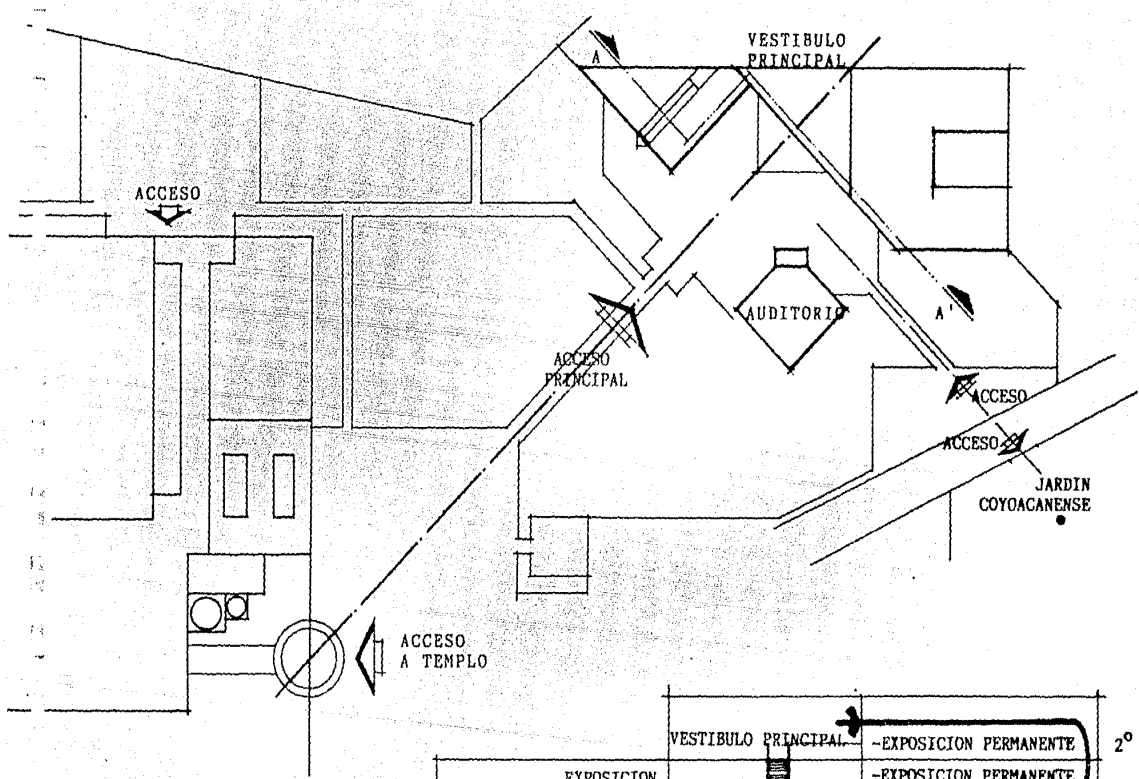 VESTIBULO
PRINCIPAL
A
ACCESO
AUDITORIO
A'
ACCESO
PRINCIPAL
ACCESO
ACCESO
JARDIN
COYOACANENSE
ACCESO
A TEMPLO
VESTIBULO PRINCIPAL
-EXPOSICION PERMANENTE
2º
EXPOSICION
-EXPOSICION PERMANENTE